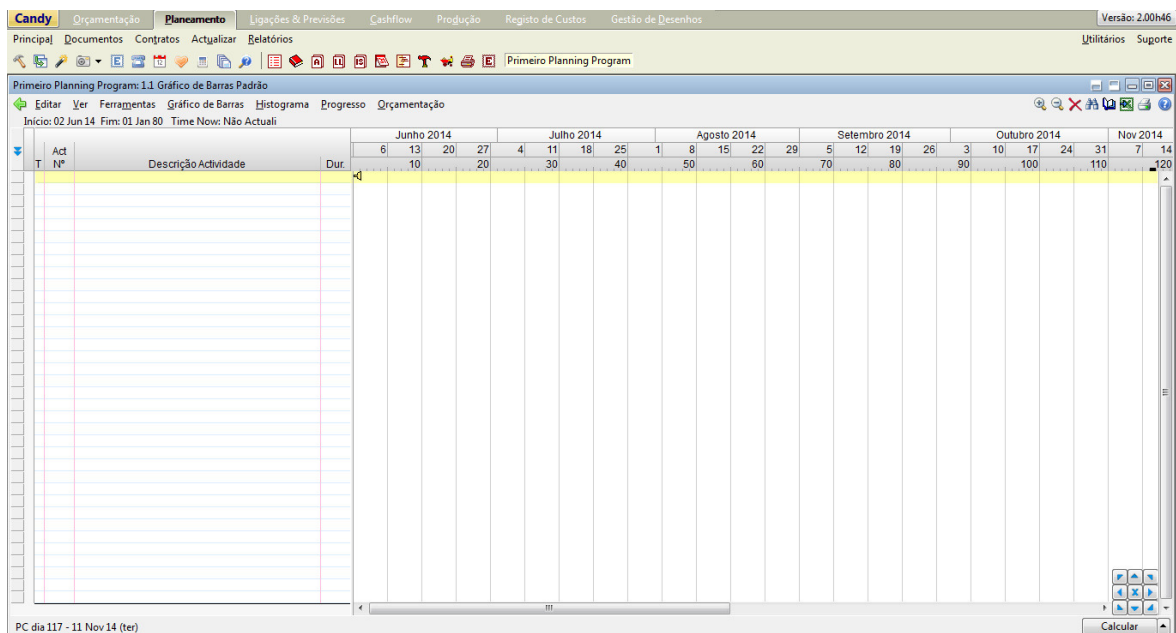 Candy Orçamentação Planeamento Ligações & Previsões Cashflow Produção Registo de Custos Gestão de Desenhos Versão: 2.00h46
Principal Documentos Contratos Actualizar Relatórios Utilitários Suporte
Primeiro Planning Program
Primeiro Planning Program: 1.1 Gráfico de Barras Padrão
Editar Ver Ferramentas Gráfico de Barras Histograma Progresso Orçamentação
Início: 02 Jun 14 Fim: 01 Jan 80 Time Now: Não Actuali
Junho 2014 Julho 2014 Agosto 2014 Setembro 2014 Outubro 2014 Nov 2014
Act 6 13 20 27 4 11 18 25 1 8 15 22 29 5 12 19 26 3 10 17 24 31 7 14
T Nº Descrição Actividade Dur. 10 20 30 40 50 60 70 80 90 100 110 120
PC dia 117 - 11 Nov 14 (ter) Calcular